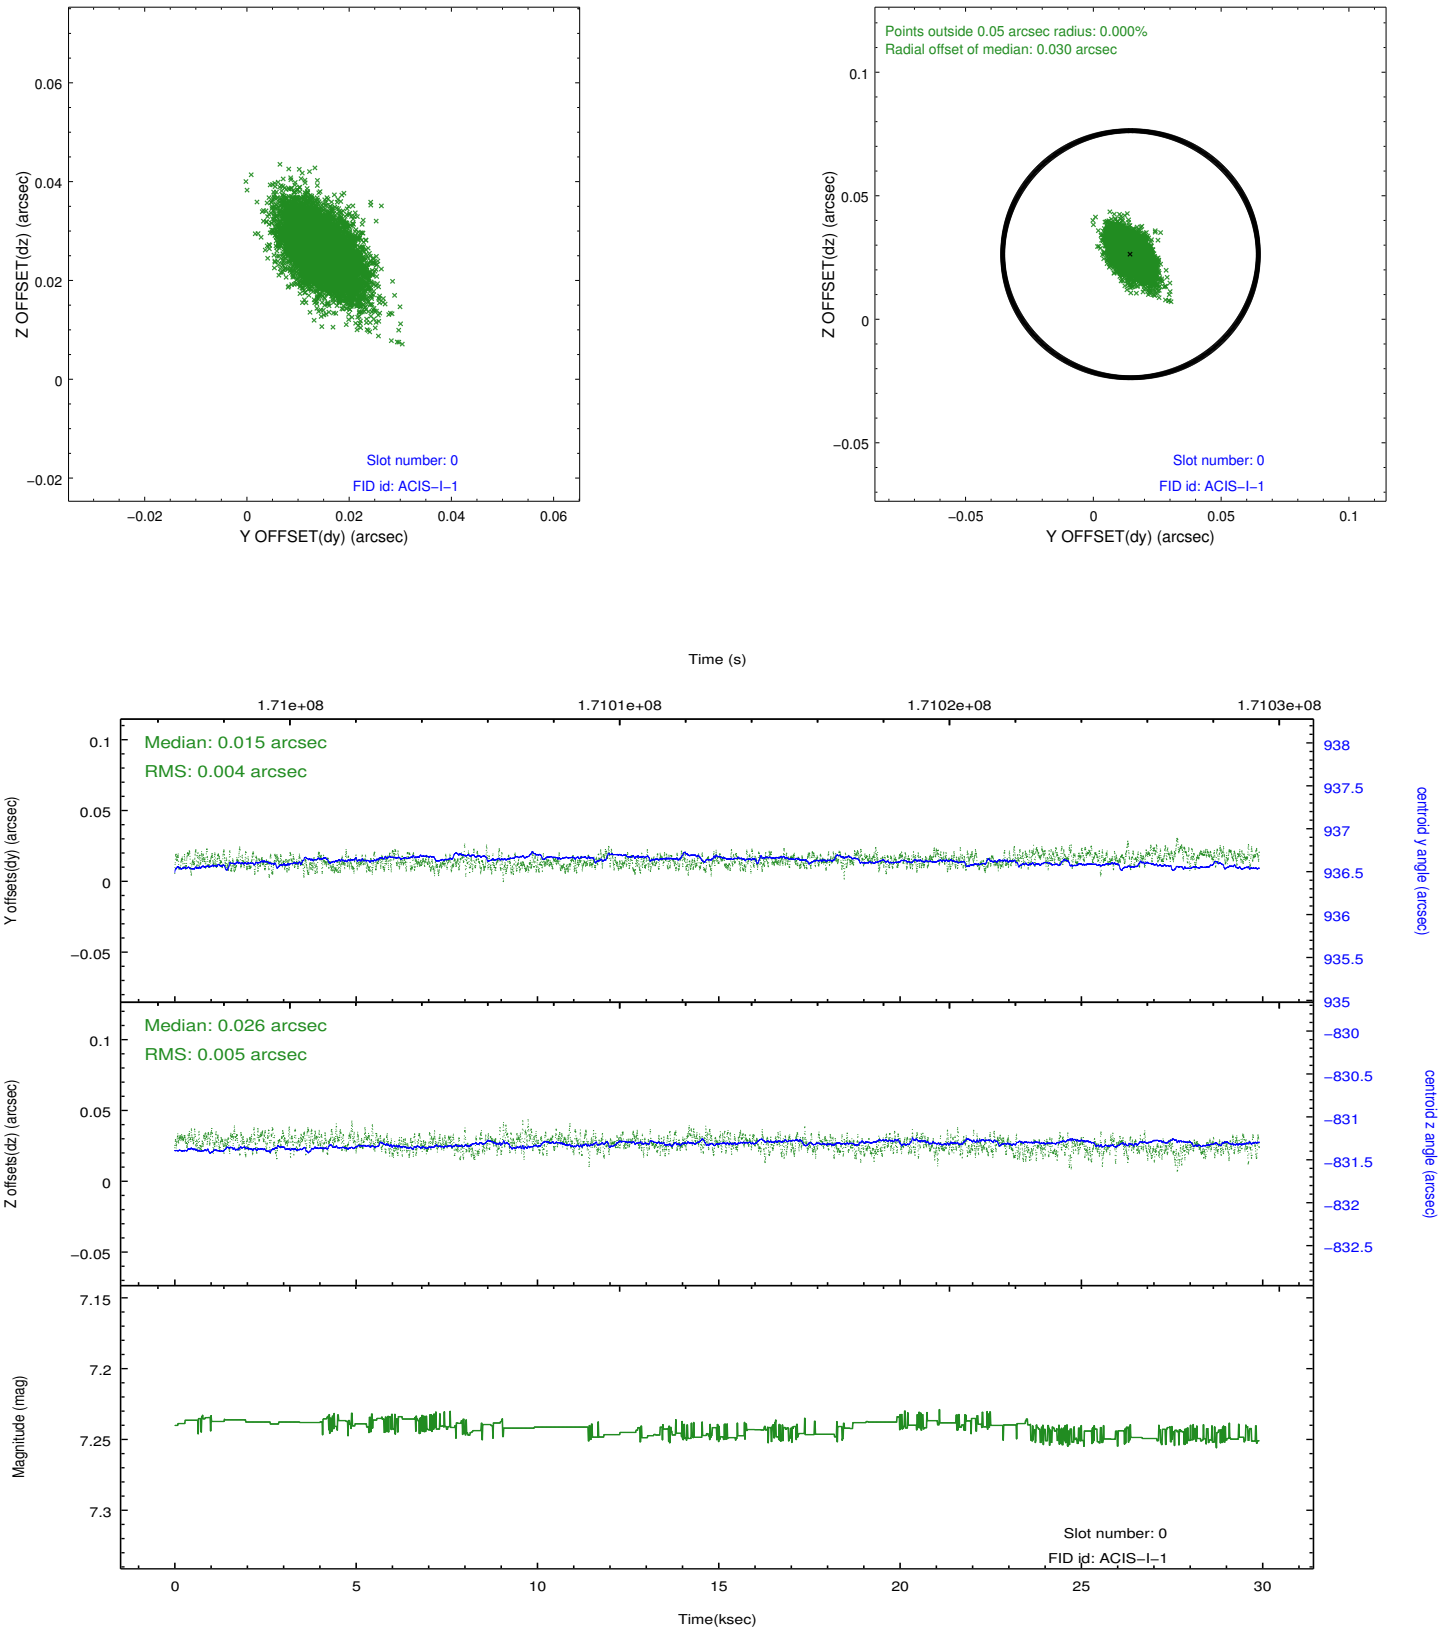 0.06
0.04
0.02
0
−0.02
Z OFFSET(dz) (arcsec)
Slot number: 0
FID id: ACIS−I−1
−0.02
0
0.02
0.04
0.06
Y OFFSET(dy) (arcsec)
Points outside 0.05 arcsec radius: 0.000%
Radial offset of median: 0.030 arcsec
0.1
0.05
0
−0.05
Z OFFSET(dz) (arcsec)
Slot number: 0
FID id: ACIS−I−1
−0.05
0
0.05
0.1
Y OFFSET(dy) (arcsec)
Time (s)
1.71e+08
1.7101e+08
1.7102e+08
1.7103e+08
Median: 0.015 arcsec
RMS: 0.004 arcsec
0.1
0.05
0
−0.05
Y offsets(dy) (arcsec)
938
937.5
937
936.5
936
935.5
935
centroid y angle (arcsec)
Median: 0.026 arcsec
RMS: 0.005 arcsec
0.1
0.05
0
−0.05
Z offsets(dz) (arcsec)
−830
−830.5
−831
−831.5
−832
−832.5
centroid z angle (arcsec)
7.15
7.2
7.25
7.3
Magnitude (mag)
Slot number: 0
FID id: ACIS−I−1
0
5
10
15
20
25
30
Time(ksec)